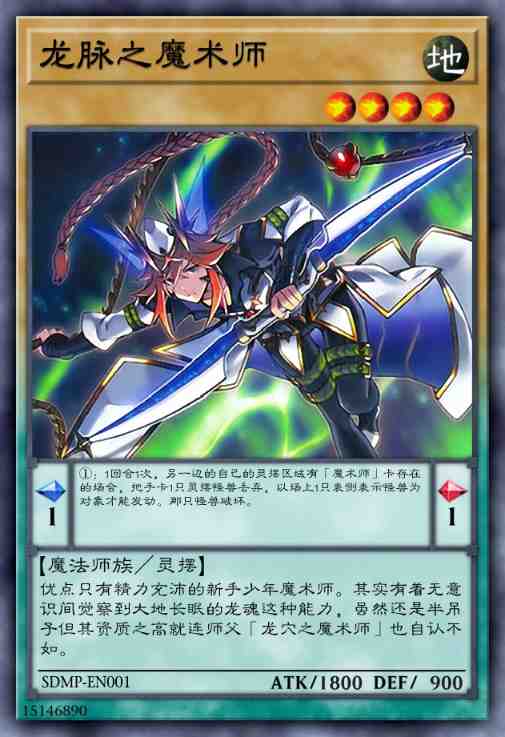 龙脉之魔术师
地
①：1回合1次，另一边的自己的灵摆区域有「魔术师」卡存在
的场合，把手卡1只灵摆怪兽丢弃，以场上1只表侧表示怪兽为
对象才能发动。那只怪兽破坏。
1
1
【魔法师族／灵摆】
优点只有精力充沛的新手少年魔术师。其实有着无意
识间觉察到大地长眠的龙魂这种能力，虽然还是半吊
子但其资质之高就连师父「龙穴之魔术师」也自认不
如。
SDMP-EN001
ATK/1800 DEF/ 900
15146890